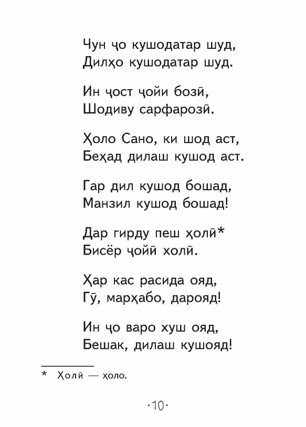 Чун ҷо кушодатар шуд,
Дилҳо кушодатар шуд.
Ин ҷост ҷойи бозӣ,
Шодиву сарфарозӣ.
Ҳоло Сано, ки шод аст,
Беҳад дилаш кушод аст.
Гар дил кушод бошад,
Манзил кушод бошад!
Дар гирду пеш ҳолӣ*
Бисёр ҷойӣ холӣ.
Ҳар кас расида ояд,
Гӯ, марҳабо, дарояд!
Ин ҷо варо хуш ояд,
Бешак, дилаш кушояд!
* Ҳолӣ — ҳоло.
·10·